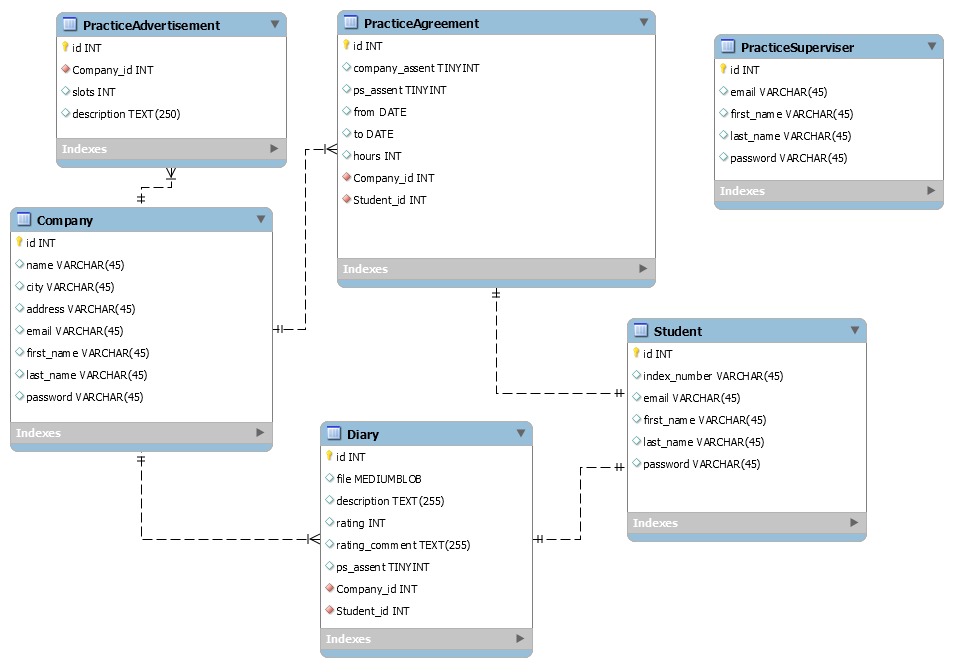 PracticeAdvertisement
id INT
Company_id INT
slots INT
description TEXT(250)
Indexes
PracticeAgreement
id INT
company_assent TINYINT
ps_assent TINYINT
from DATE
to DATE
hours INT
Company_id INT
Student_id INT
Indexes
PracticeSuperviser
id INT
email VARCHAR(45)
first_name VARCHAR(45)
last_name VARCHAR(45)
password VARCHAR(45)
Indexes
Company
id INT
name VARCHAR(45)
city VARCHAR(45)
address VARCHAR(45)
email VARCHAR(45)
first_name VARCHAR(45)
last_name VARCHAR(45)
password VARCHAR(45)
Indexes
Student
id INT
index_number VARCHAR(45)
email VARCHAR(45)
first_name VARCHAR(45)
last_name VARCHAR(45)
password VARCHAR(45)
Indexes
Diary
id INT
file MEDIUMBLOB
description TEXT(255)
rating INT
rating_comment TEXT(255)
ps_assent TINYINT
Company_id INT
Student_id INT
Indexes